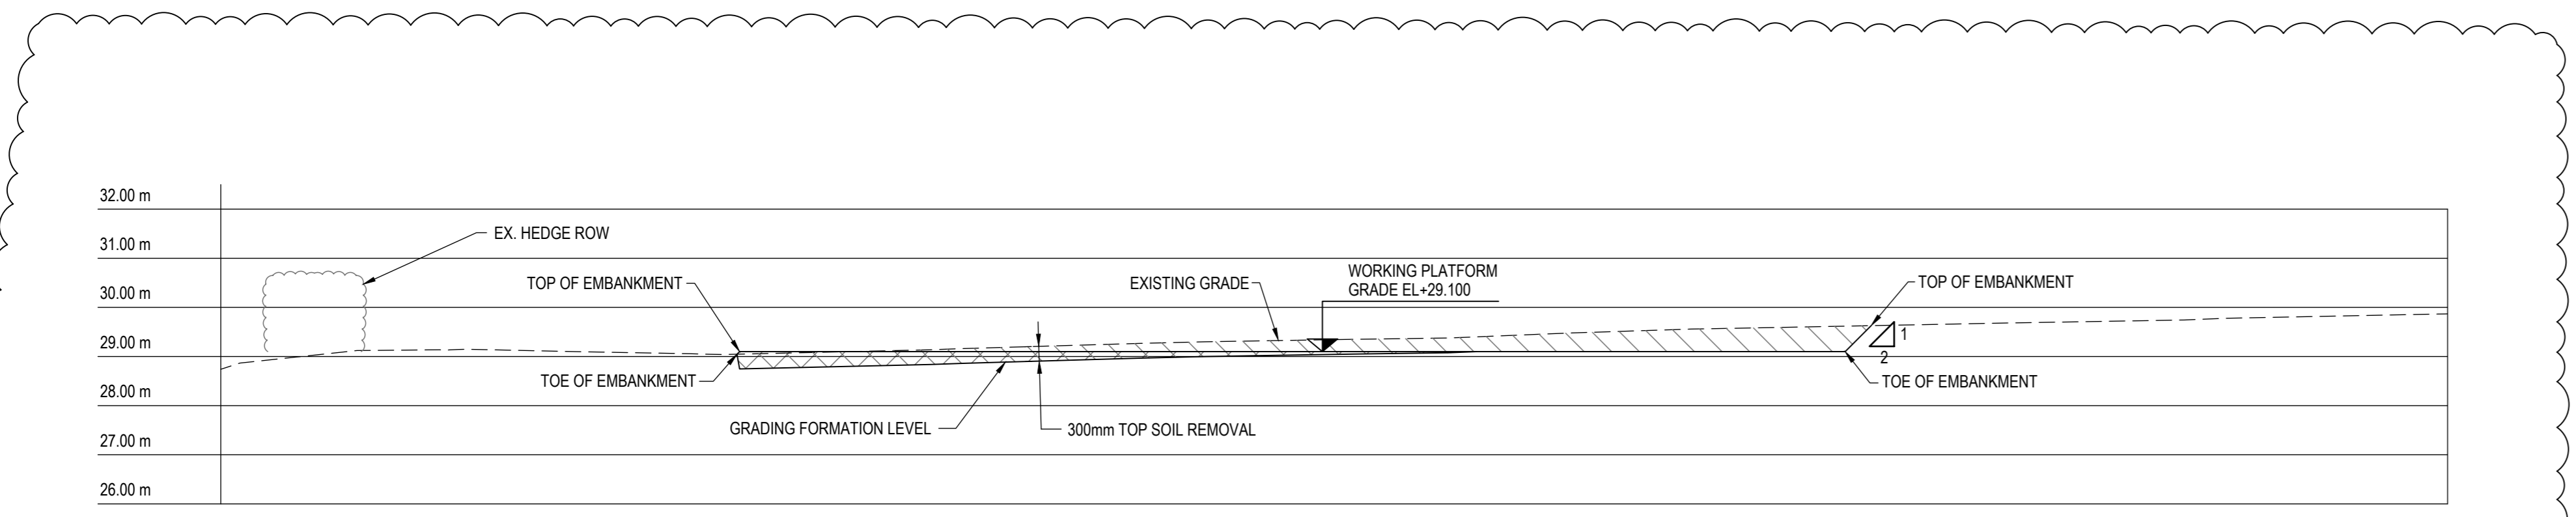 32.00 m
31.00 m
30.00 m
29.00 m
28.00 m
27.00 m
26.00 m
EX. HEDGE ROW
TOP OF EMBANKMENT
TOE OF EMBANKMENT
GRADING FORMATION LEVEL
300mm TOP SOIL REMOVAL
EXISTING GRADE
WORKING PLATFORM
GRADE EL+29.100
TOP OF EMBANKMENT
1
2
TOE OF EMBANKMENT